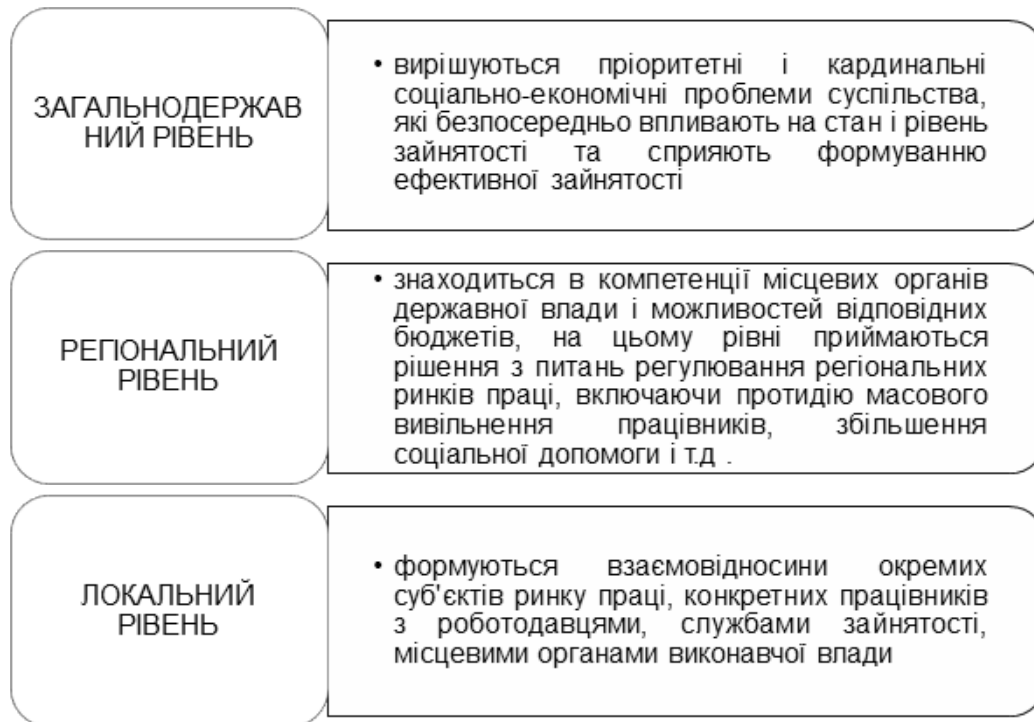 ЗАГАЛЬНОДЕРЖАВ
НИЙ РІВЕНЬ
• вирішуються пріоритетні і кардинальні
соціально-економічні проблеми суспільства,
які безпосередньо впливають на стан і рівень
зайнятості та сприяють формуванню
ефективної зайнятості
РЕГІОНАЛЬНИЙ
РІВЕНЬ
• знаходиться в компетенції місцевих органів
державної влади і можливостей відповідних
бюджетів, на цьому рівні приймаються
рішення з питань регулювання регіональних
ринків праці, включаючи протидію масового
вивільнення працівників, збільшення
соціальної допомоги і т.д .
ЛОКАЛЬНИЙ
РІВЕНЬ
• формуються взаємовідносини окремих
суб'єктів ринку праці, конкретних працівників
з роботодавцями, службами зайнятості,
місцевими органами виконавчої влади